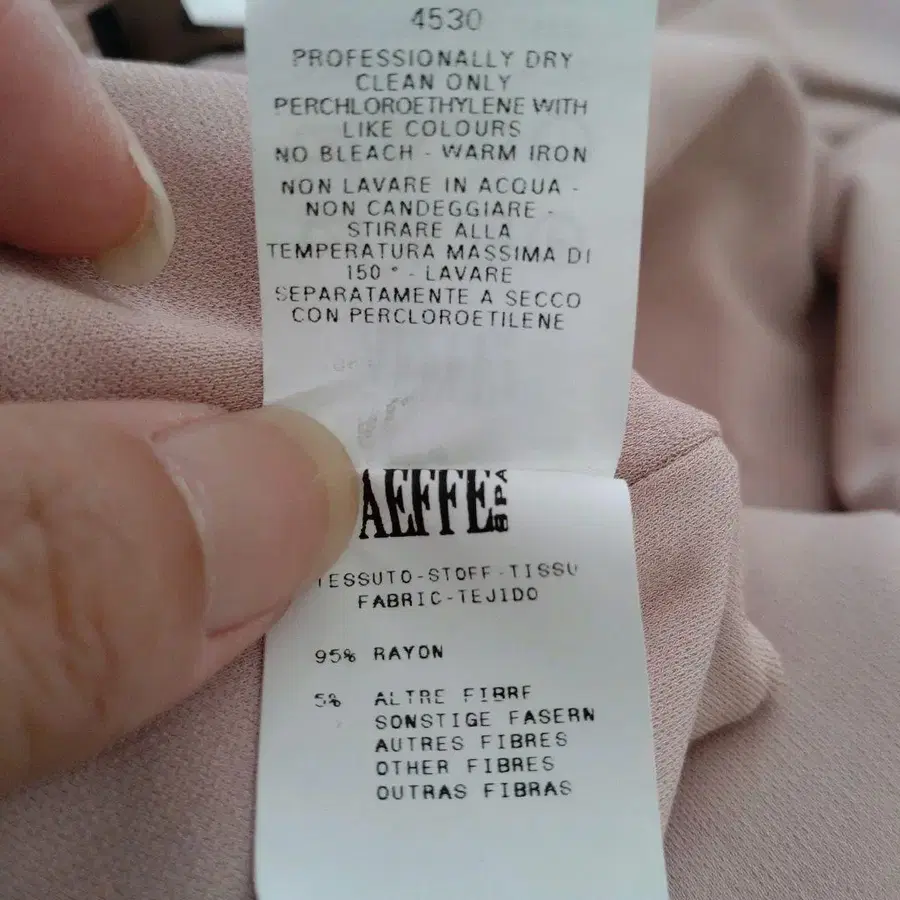 4530
PROFESSIONALLY DRY
CLEAN ONLY
PERCHLOROETHYLENE WITH
LIKE COLOURS
NO BLEACH - WARM IRON
NON LAVARE IN ACQUA -
NON CANDEGGIARE -
STIRARE ALLA
TEMPERATURA MASSIMA DI
150 ° - LAVARE
SEPARATAMENTE A SECCO
CON PERCLOROETILENE
AEFFE SPA
TESSUTO-STOFF-TISSU
FABRIC-TEJIDO
95% RAYON
5% ALTRE FIBRE
SONSTIGE FASERN
AUTRES FIBRES
OTHER FIBRES
OUTRAS FIBRAS